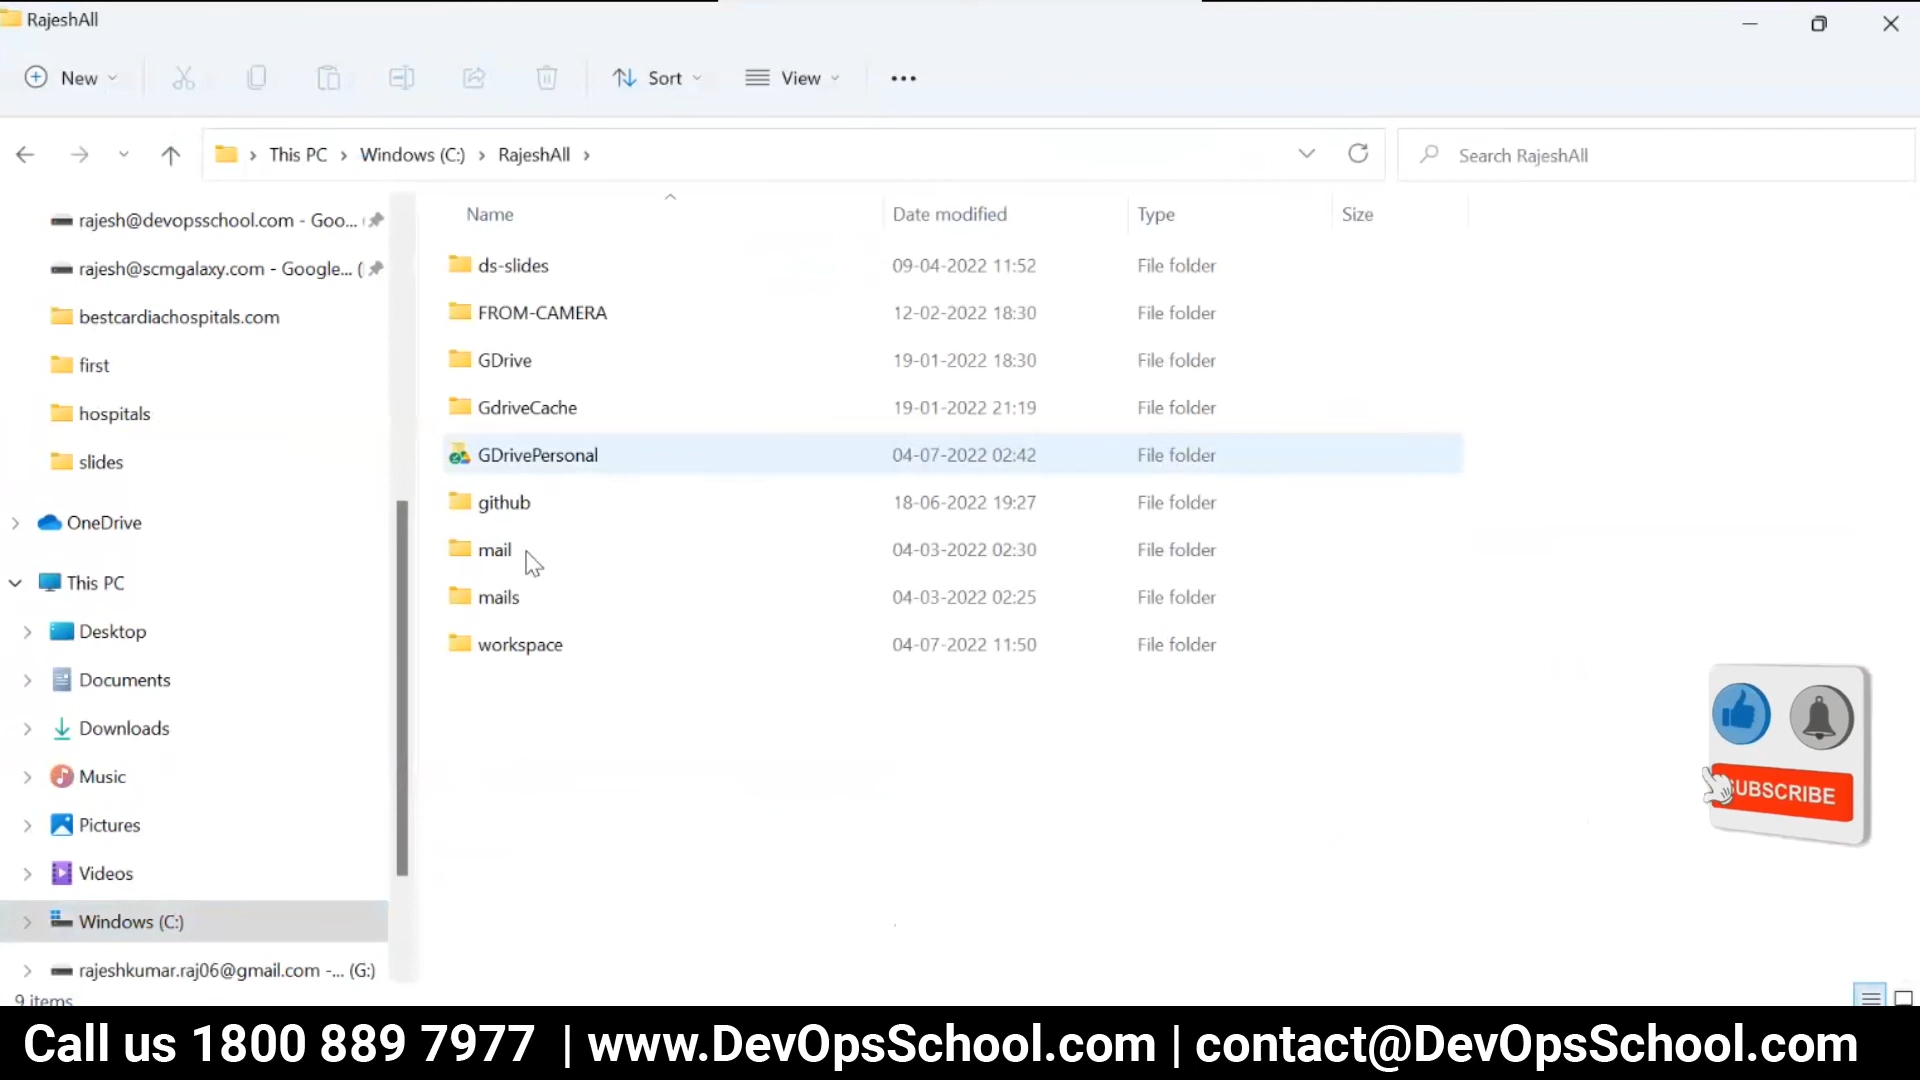 RajeshAll
New
Sort
View
This PC
Windows (C:)
RajeshAll
Search RajeshAll
rajesh@devopsschool.com - Goo... (
rajesh@scmgalaxy.com - Google... (
bestcardiachospitals.com
first
hospitals
slides
OneDrive
This PC
Desktop
Documents
Downloads
Music
Pictures
Videos
Windows (C:)
rajeshkumar.raj06@gmail.com -... (G:)
9 items
Name Date modified Type Size
ds-slides 09-04-2022 11:52 File folder
FROM-CAMERA 12-02-2022 18:30 File folder
GDrive 19-01-2022 18:30 File folder
GdriveCache 19-01-2022 21:19 File folder
GDrivePersonal 04-07-2022 02:42 File folder
github 18-06-2022 19:27 File folder
mail 04-03-2022 02:30 File folder
mails 04-03-2022 02:25 File folder
workspace 04-07-2022 11:50 File folder
SUBSCRIBE
Call us 1800 889 7977 | www.DevOpsSchool.com | contact@DevOpsSchool.com